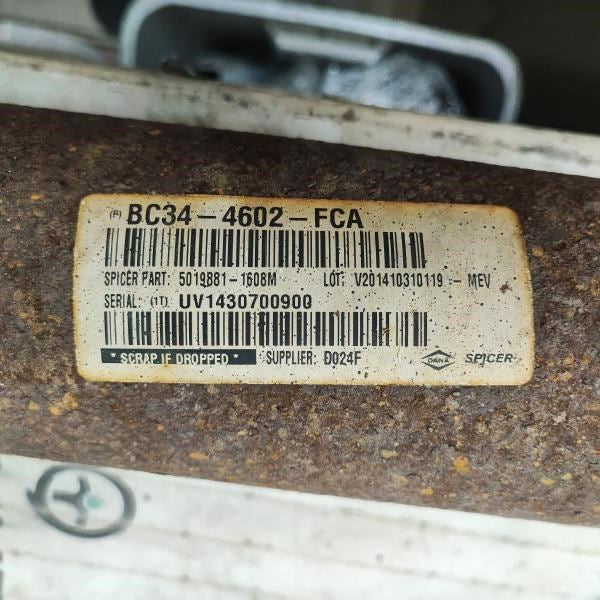 (P) BC34-4602-FCA
SPICER PART: 5019881-1608M LOT: V201410310119 - MEV
SERIAL: (1T) UV1430700900
* SCRAP IF DROPPED * SUPPLIER: D024F DANA SPICER